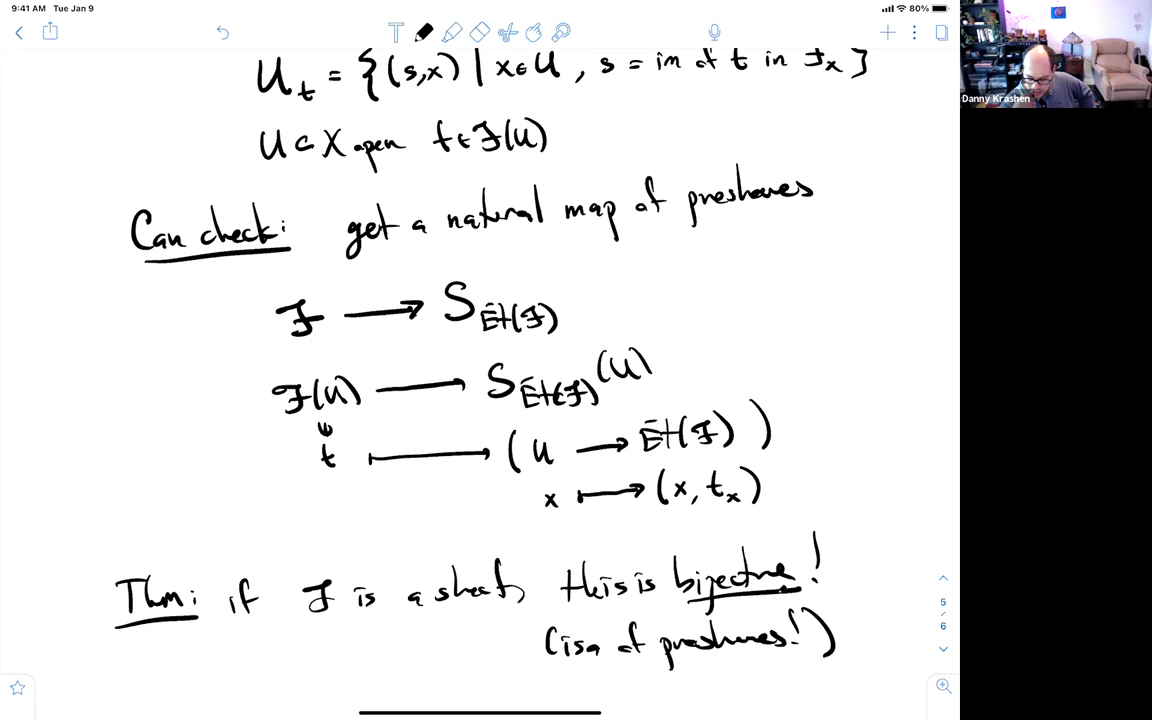 9:41 AM Tue Jan 9
80%
U_t = {(s,x) | x∈U, s = im of t in F_x}
U ⊂ X open t ∈ F(U)
Can check: get a natural map of presheaves
F ⟶ S_Ét(F)
F(U) ⟶ S_Ét(F)(U)
t ⟼ (U ⟶ Ét(F))
x ⟼ (x, t_x)
Thm: if F is a sheaf, this is bijective!
(iso of presheaves!)
Danny Krashen
5
/
6